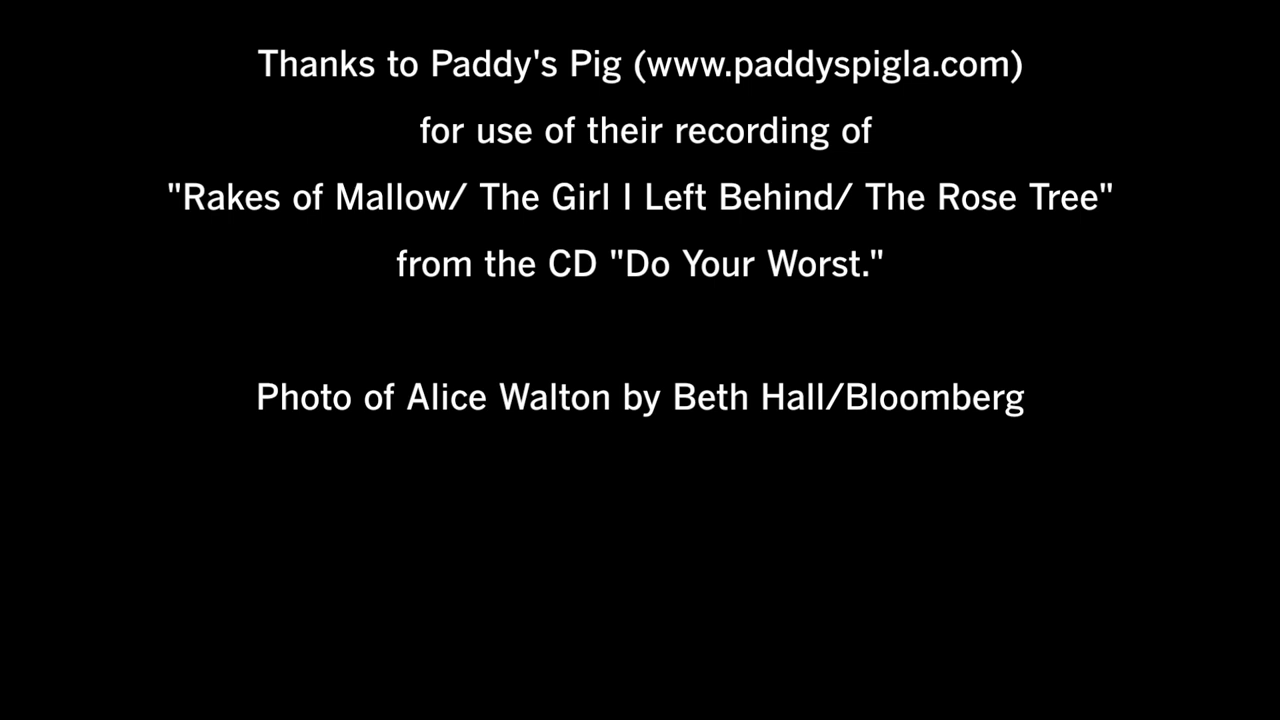 Thanks to Paddy's Pig (www.paddyspigla.com)
for use of their recording of
"Rakes of Mallow/ The Girl I Left Behind/ The Rose Tree"
from the CD "Do Your Worst."
Photo of Alice Walton by Beth Hall/Bloomberg